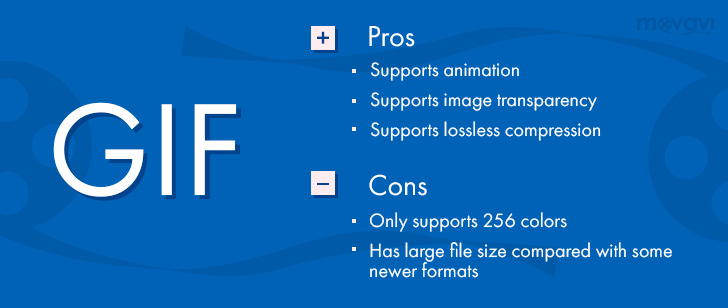 movavi
GIF
+ Pros
Supports animation
Supports image transparency
Supports lossless compression
− Cons
Only supports 256 colors
Has large file size compared with some
newer formats